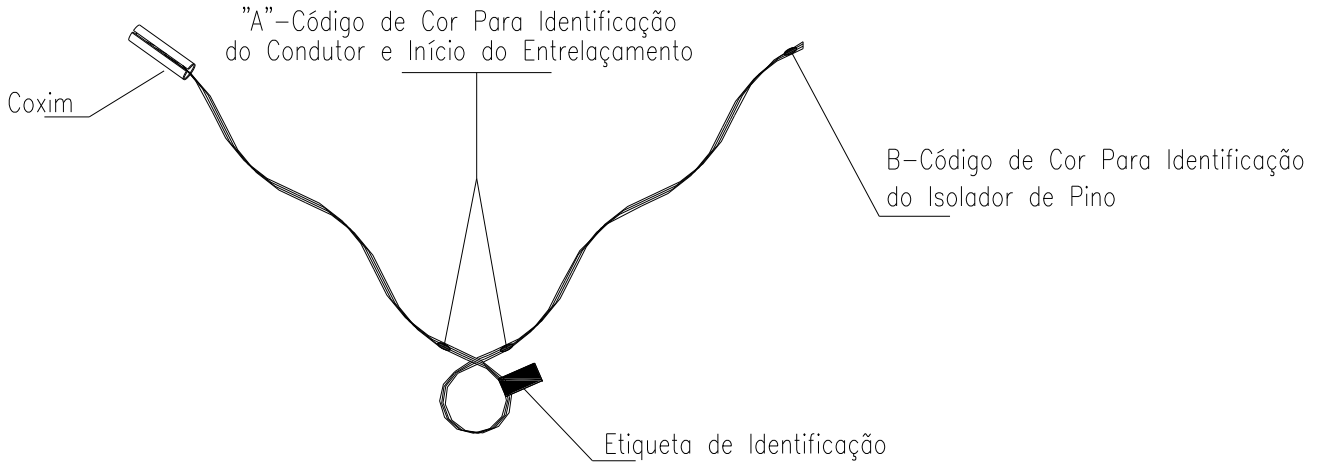 "A"-Código de Cor Para Identificação
do Condutor e Início do Entrelaçamento
Coxim
B-Código de Cor Para Identificação
do Isolador de Pino
Etiqueta de Identificação